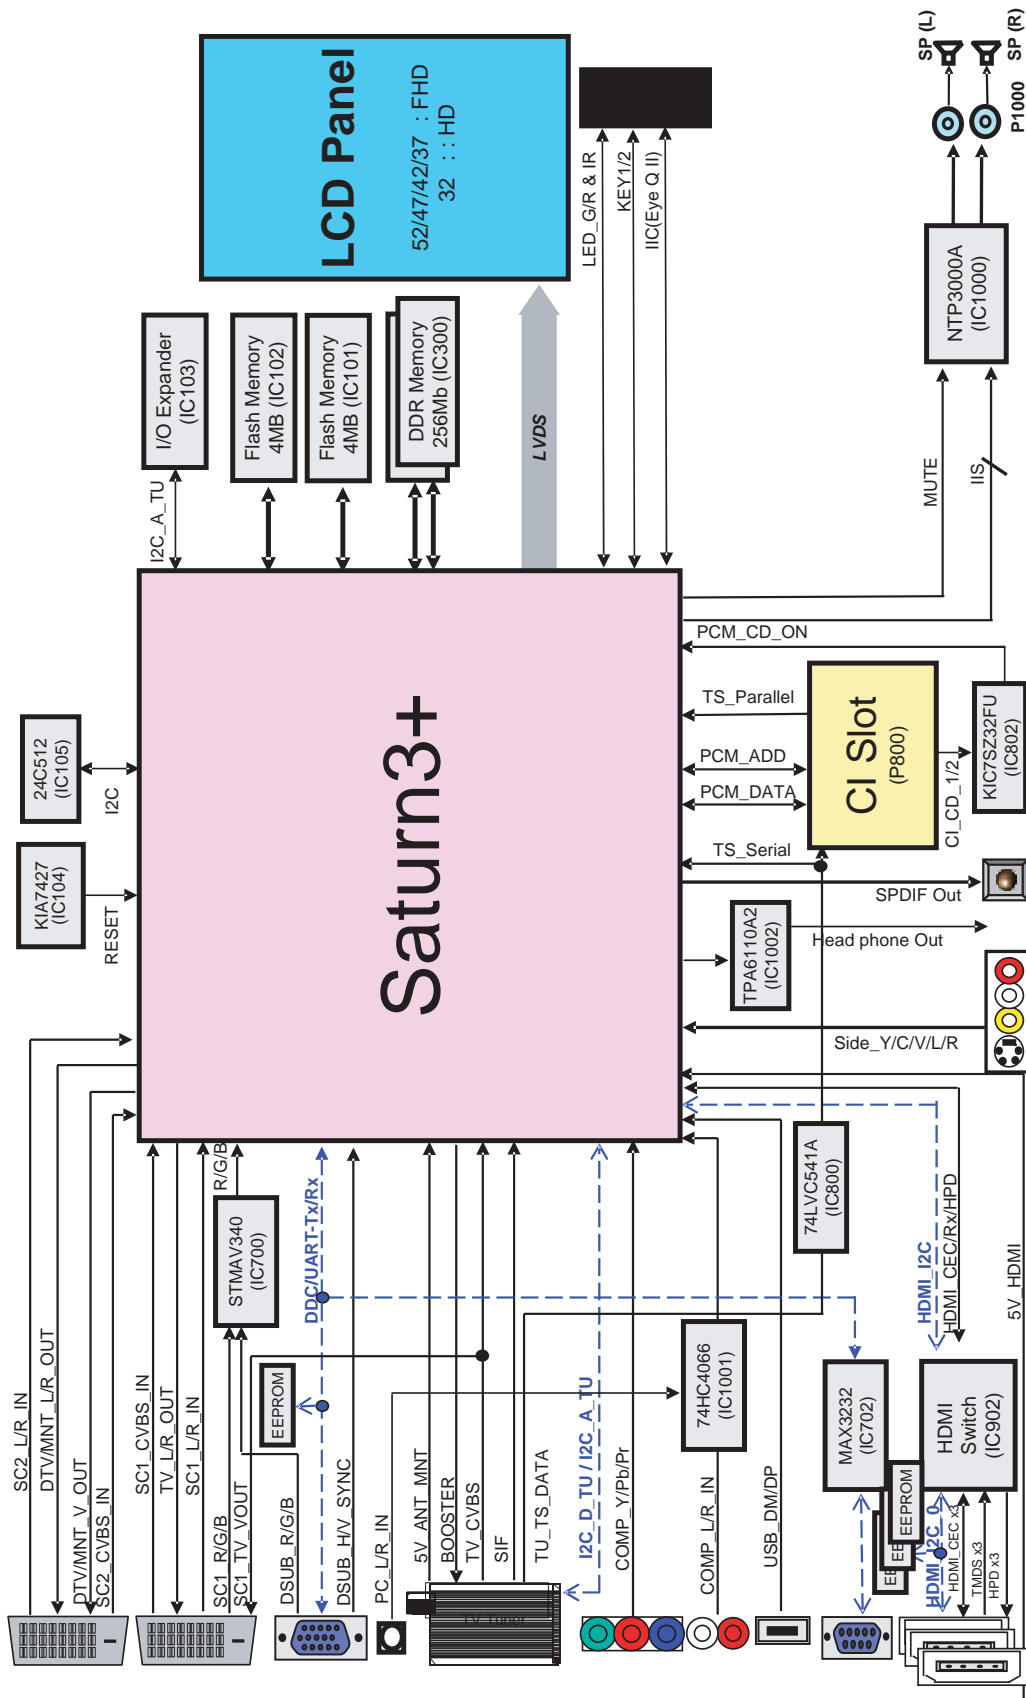 SC2_L/R_IN
DTV/MNT_L/R_OUT
DTV/MNT_V_OUT
SC2_CVBS_IN
SC1_CVBS_IN
TV_L/R_OUT
SC1_L/R_IN
SC1_R/G/B
SC1_TV_VOUT
DSUB_R/G/B
DSUB_H/V_SYNC
PC_L/R_IN
5V_ANT_MNT
BOOSTER
TV_CVBS
SIF
TU_TS_DATA
TV Tuner
I2C_D_TU / I2C_A_TU
COMP_Y/Pb/Pr
COMP_L/R_IN
USB_DM/DP
EEPROM
STMAV340
(IC700)
R/G/B
DDC/UART-Tx/Rx
74HC4066
(IC1001)
74LVC541A
(IC800)
MAX3232
(IC702)
HDMI
Switch
(IC902)
EE
EE
EEPROM
HDMI_I2C_0
HDMI_CEC x3
TMDS x3
HPD x3
HDMI_I2C
HDMI_CEC/Rx/HPD
5V_HDMI
RESET
KIA7427
(IC104)
I2C
24C512
(IC105)
Saturn3+
I2C_A_TU
I/O Expander
(IC103)
Flash Memory
4MB (IC102)
Flash Memory
4MB (IC101)
DDR Memory
256Mb (IC300)
LVDS
LCD Panel
52/47/42/37 : FHD
32 : : HD
LED_G/R & IR
KEY1/2
IIC(Eye Q II)
Side_Y/C/V/L/R
TPA6110A2
(IC1002)
Head phone Out
SPDIF Out
TS_Serial
PCM_DATA
PCM_ADD
TS_Parallel
PCM_CD_ON
CI Slot
(P800)
CI_CD_1/2
KIC7SZ32FU
(IC802)
MUTE
IIS
NTP3000A
(IC1000)
P1000
SP (L)
SP (R)